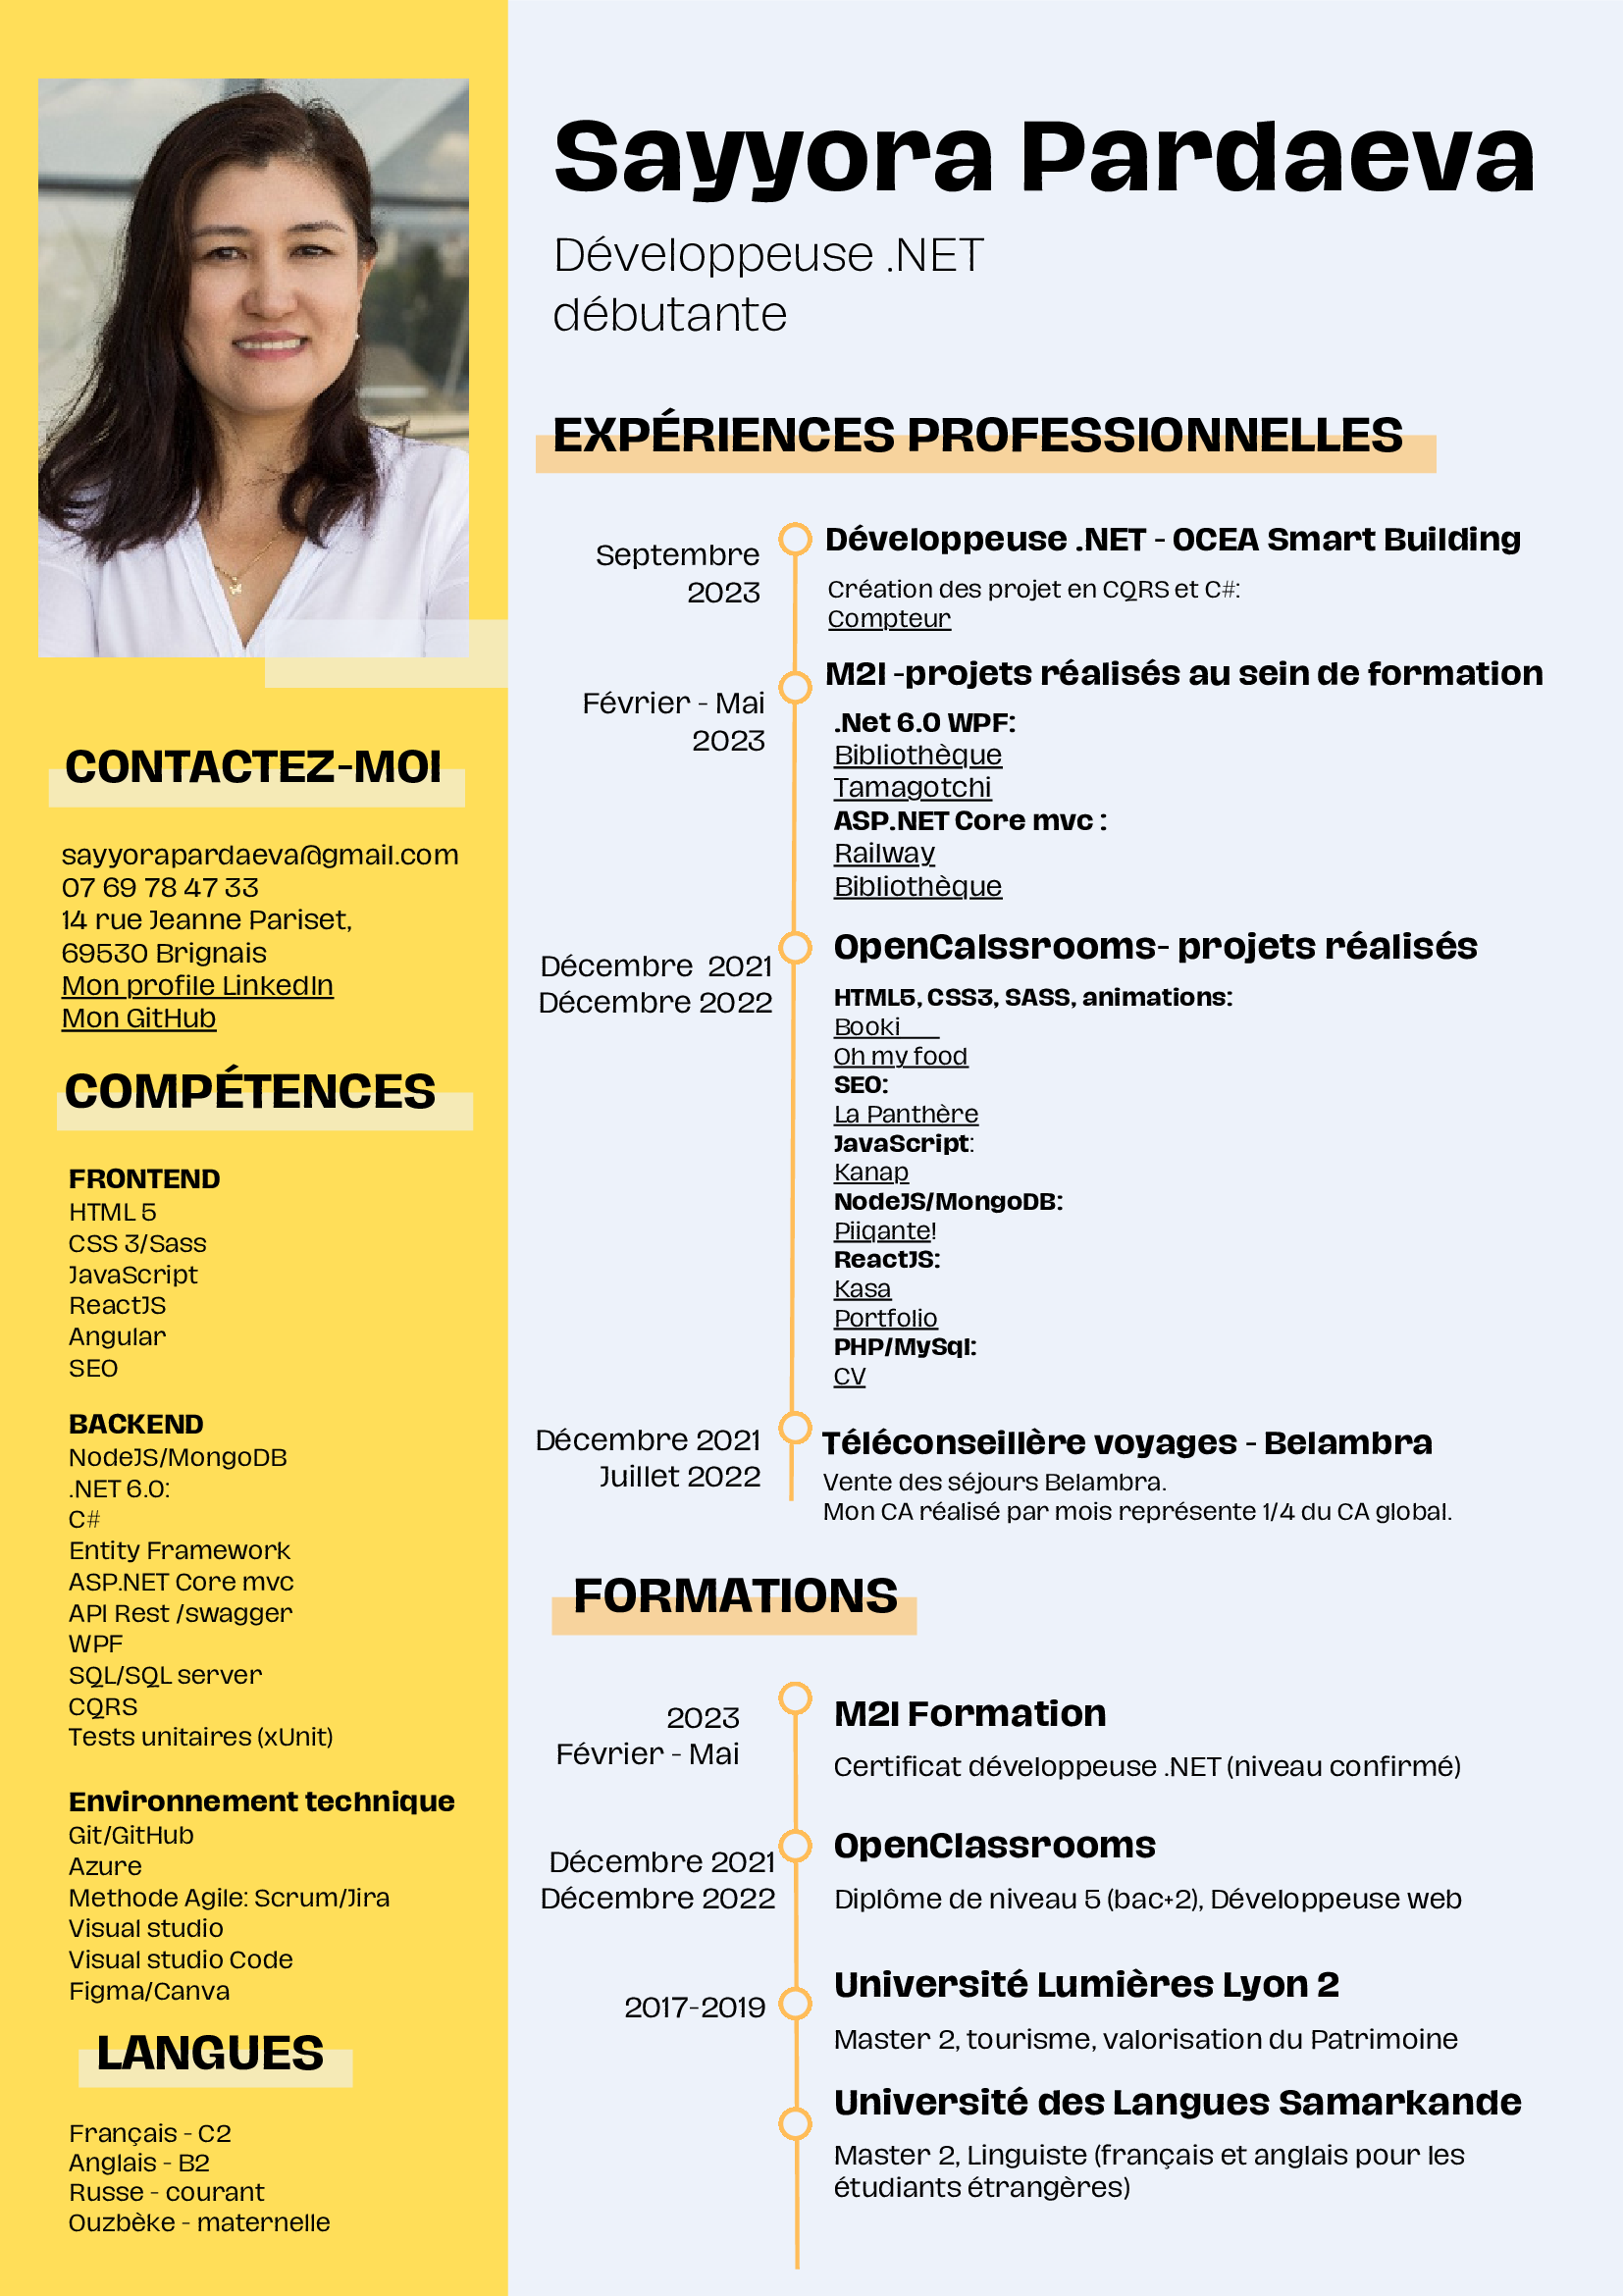 Sayyora Pardaeva
Développeuse .NET
débutante
CONTACTEZ-MOI
sayyorapardaeva@gmail.com
07 69 78 47 33
14 rue Jeanne Pariset,
69530 Brignais
Mon profile LinkedIn
Mon GitHub
COMPÉTENCES
FRONTEND
HTML 5
CSS 3/Sass
JavaScript
ReactJS
Angular
SEO
BACKEND
NodeJS/MongoDB
.NET 6.0:
C#
Entity Framework
ASP.NET Core mvc
API Rest /swagger
WPF
SQL/SQL server
CQRS
Tests unitaires (xUnit)
Environnement technique
Git/GitHub
Azure
Methode Agile: Scrum/Jira
Visual studio
Visual studio Code
Figma/Canva
LANGUES
Français - C2
Anglais - B2
Russe - courant
Ouzbèke - maternelle
EXPÉRIENCES PROFESSIONNELLES
Septembre
2023
Développeuse .NET - OCEA Smart Building
Création des projet en CQRS et C#:
Compteur
Février - Mai
2023
M2I -projets réalisés au sein de formation
.Net 6.0 WPF:
Bibliothèque
Tamagotchi
ASP.NET Core mvc :
Railway
Bibliothèque
Décembre 2021
Décembre 2022
OpenCalssrooms- projets réalisés
HTML5, CSS3, SASS, animations:
Booki
Oh my food
SEO:
La Panthère
JavaScript:
Kanap
NodeJS/MongoDB:
Piiqante!
ReactJS:
Kasa
Portfolio
PHP/MySql:
CV
Décembre 2021
Juillet 2022
Téléconseillère voyages - Belambra
Vente des séjours Belambra.
Mon CA réalisé par mois représente 1/4 du CA global.
FORMATIONS
2023
Février - Mai
M2I Formation
Certificat développeuse .NET (niveau confirmé)
Décembre 2021
Décembre 2022
OpenClassrooms
Diplôme de niveau 5 (bac+2), Développeuse web
2017-2019
Université Lumières Lyon 2
Master 2, tourisme, valorisation du Patrimoine
Université des Langues Samarkande
Master 2, Linguiste (français et anglais pour les
étudiants étrangères)